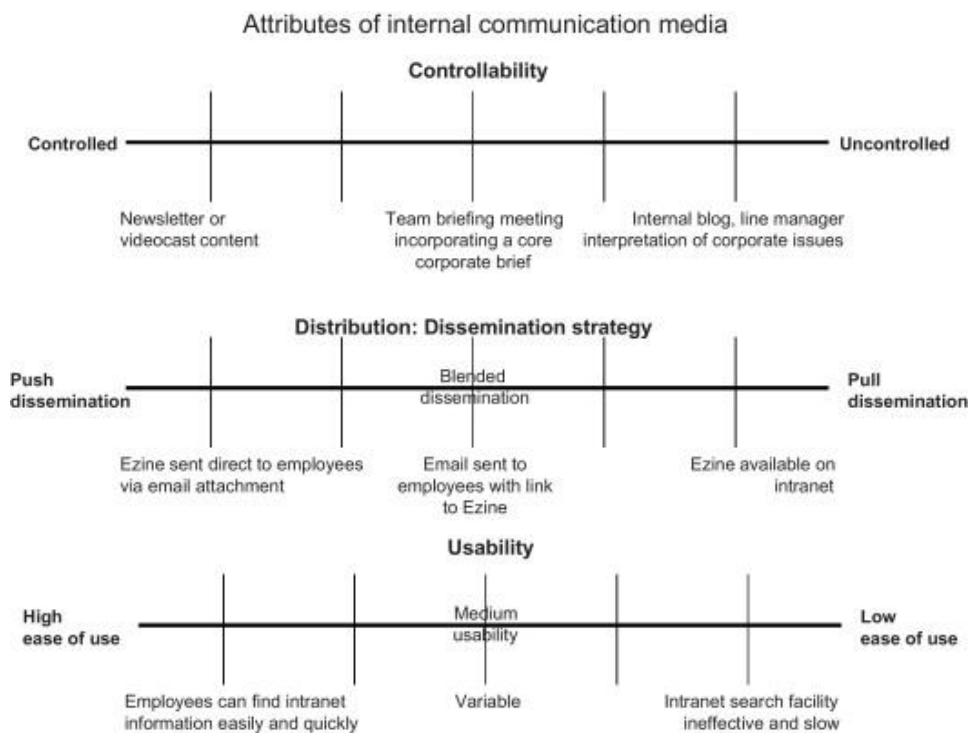 Attributes of internal communication media
Controllability
Controlled
Uncontrolled
Newsletter or
videocast content
Team briefing meeting
incorporating a core
corporate brief
Internal blog, line manager
interpretation of corporate issues
Distribution: Dissemination strategy
Push
dissemination
Blended
dissemination
Pull
dissemination
Ezine sent direct to employees
via email attachment
Email sent to
employees with link
to Ezine
Ezine available on
intranet
Usability
High
ease of use
Medium
usability
Low
ease of use
Employees can find intranet
information easily and quickly
Variable
Intranet search facility
ineffective and slow